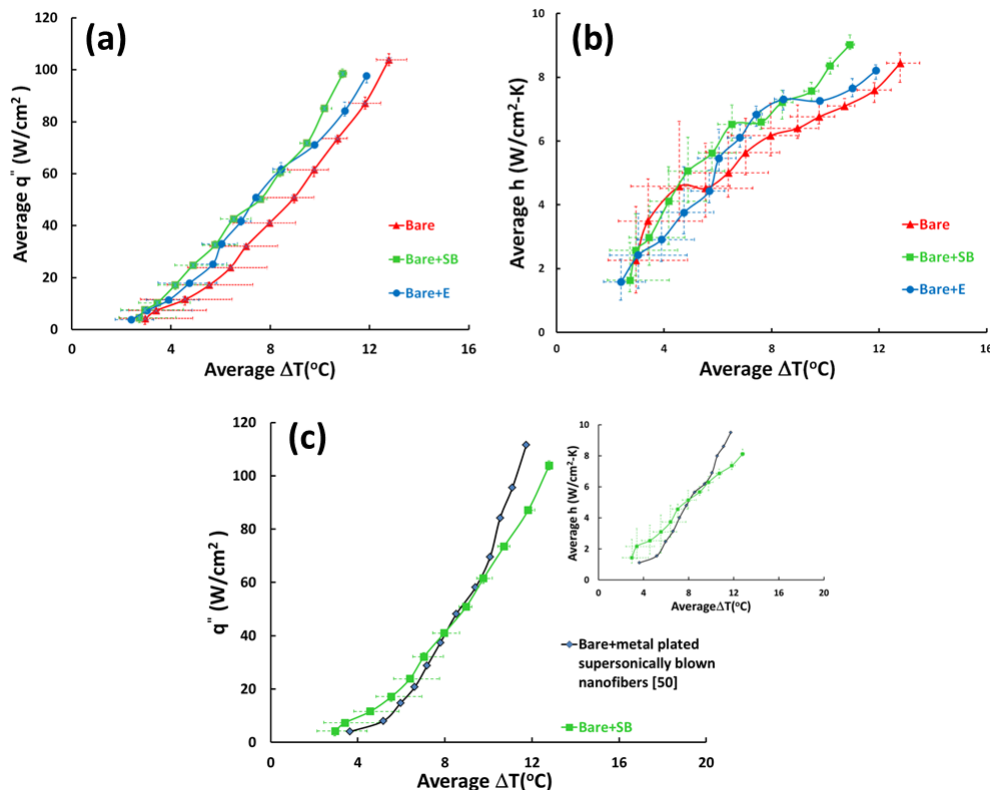 (a)
120
100
80
60
40
20
0
Average q" (W/cm²)
0 4 8 12 16
Average ΔT(°C)
Bare
Bare+SB
Bare+E
(b)
10
8
6
4
2
0
Average h (W/cm²-K)
0 4 8 12 16
Average ΔT(°C)
Bare
Bare+SB
Bare+E
(c)
120
100
80
60
40
20
0
q" (W/cm²)
0 4 8 12 16 20
Average ΔT(°C)
10
8
6
4
2
0
Average h (W/cm²-K)
0 4 8 12 16 20
AverageΔT(°C)
Bare+metal plated
supersonically blown
nanofibers [50]
Bare+SB